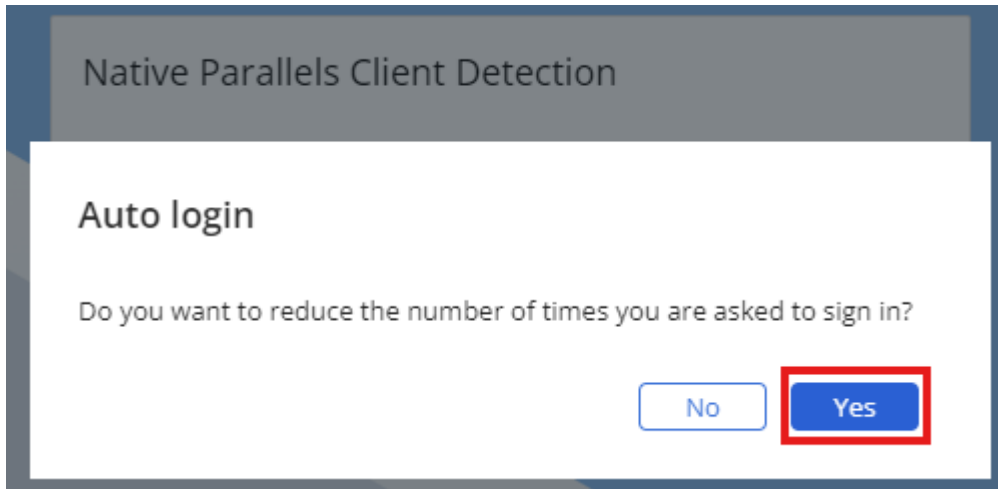 Native Parallels Client Detection
Auto login
Do you want to reduce the number of times you are asked to sign in?
No
Yes